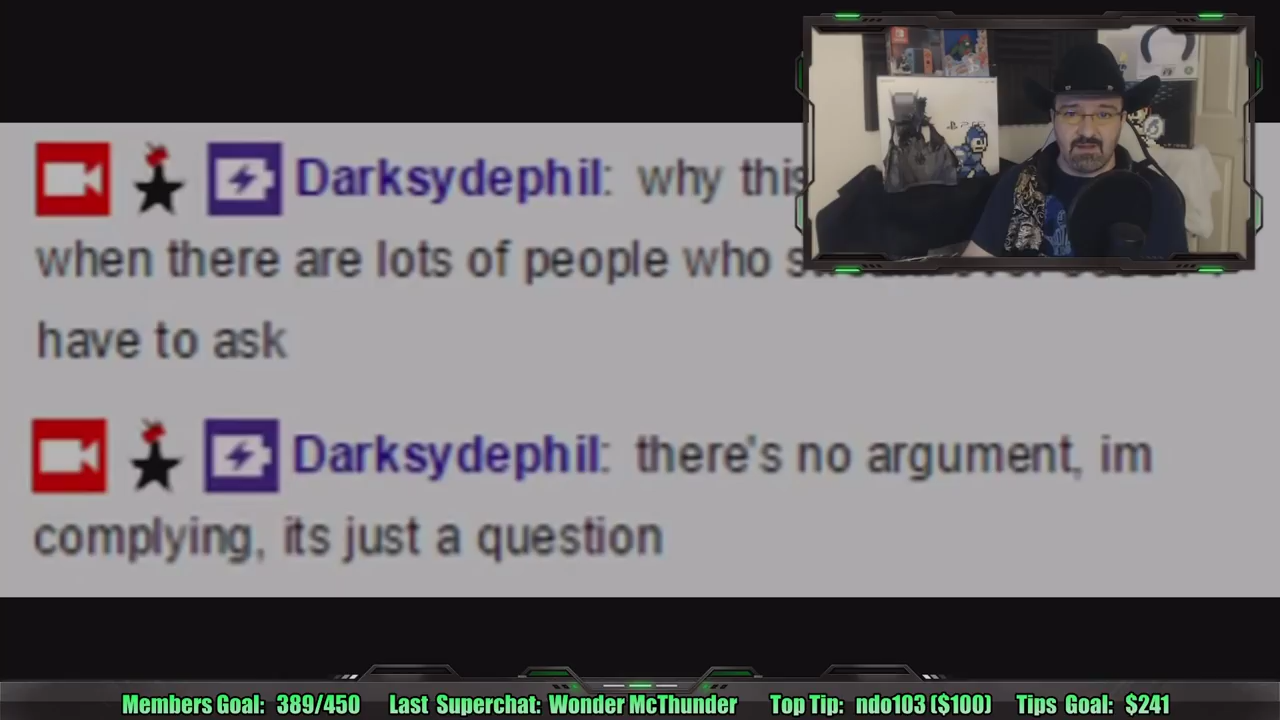 Darksydephil: why this
when there are lots of people who
have to ask
Darksydephil: there's no argument, im
complying, its just a question
Members Goal: 389/450 Last Superchat: Wonder McThunder Top Tip: ndo103 ($100) Tips Goal: $241